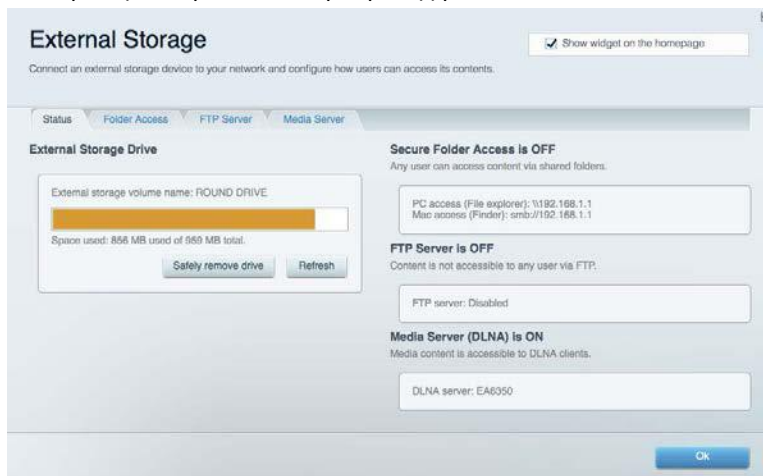 External Storage
Show widget on the homepage
Connect an external storage device to your network and configure how users can access its contents.
Status
Folder Access
FTP Server
Media Server
External Storage Drive
External storage volume name: ROUND DRIVE
Space used: 856 MB used of 959 MB total.
Safely remove drive
Refresh
Secure Folder Access is OFF
Any user can access content via shared folders.
PC access (File explorer): \\192.168.1.1
Mac access (Finder): smb://192.168.1.1
FTP Server is OFF
Content is not accessible to any user via FTP.
FTP server: Disabled
Media Server (DLNA) is ON
Media content is accessible to DLNA clients.
DLNA server: EA6350
Ok